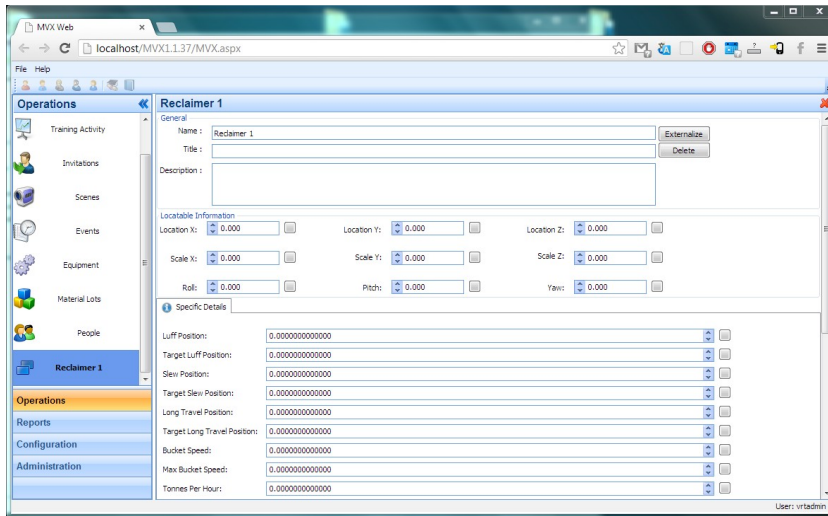 MVX Web
localhost/MVX1.1.37/MVX.aspx
File Help
Operations
Training Activity
Invitations
Scenes
Events
Equipment
Material Lots
People
Reclaimer 1
Operations
Reports
Configuration
Administration
Reclaimer 1
General
Name : Reclaimer 1 Externalize
Title : Delete
Description :
Locatable Information
Location X: 0.000 Location Y: 0.000 Location Z: 0.000
Scale X: 0.000 Scale Y: 0.000 Scale Z: 0.000
Roll: 0.000 Pitch: 0.000 Yaw: 0.000
Specific Details
Luff Position: 0.0000000000000
Target Luff Position: 0.0000000000000
Slew Position: 0.0000000000000
Target Slew Position: 0.0000000000000
Long Travel Position: 0.0000000000000
Target Long Travel Position: 0.0000000000000
Bucket Speed: 0.0000000000000
Max Bucket Speed: 0.0000000000000
Tonnes Per Hour: 0.0000000000000
User: vrtadmin